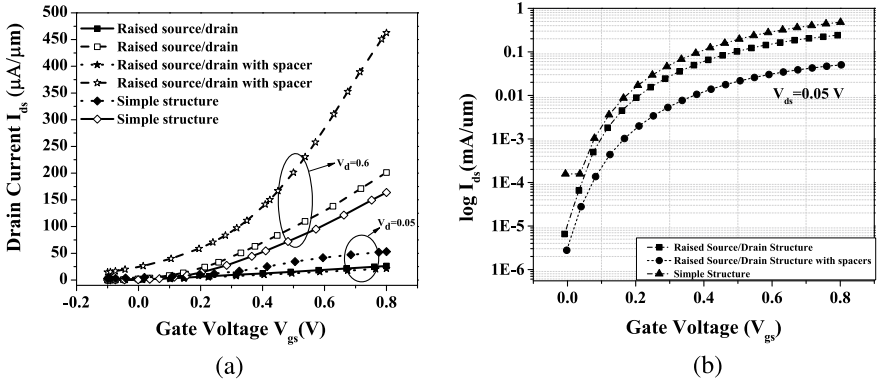 Drain Current I_ds (μA/μm)
500
450
400
350
300
250
200
150
100
50
0
Raised source/drain
Raised source/drain
Raised source/drain with spacer
Raised source/drain with spacer
Simple structure
Simple structure
V_d=0.6
V_d=0.05
-0.2
0.0
0.2
0.4
0.6
0.8
Gate Voltage V_gs(V)
(a)
log I_ds(mA/um)
1
0.1
0.01
1E-3
1E-4
1E-5
1E-6
V_ds=0.05 V
Raised Source/Drain Structure
Raised Source/Drain Structure with spacers
Simple Structure
0.0
0.2
0.4
0.6
0.8
Gate Voltage (V_gs)
(b)